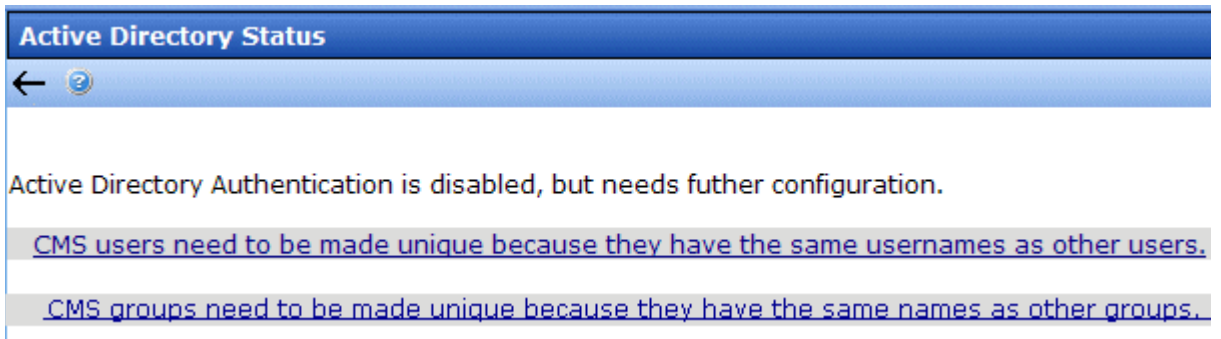 Active Directory Status
Active Directory Authentication is disabled, but needs futher configuration.
CMS users need to be made unique because they have the same usernames as other users.
CMS groups need to be made unique because they have the same names as other groups.